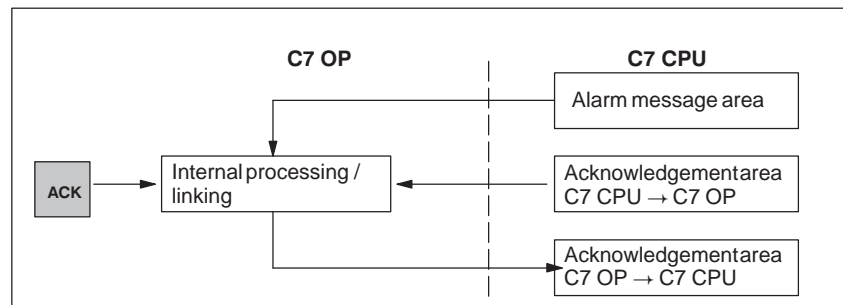 C7 OP
C7 CPU
Alarm message area
Internal processing /
linking
ACK
Acknowledgementarea
C7 CPU → C7 OP
Acknowledgementarea
C7 OP → C7 CPU